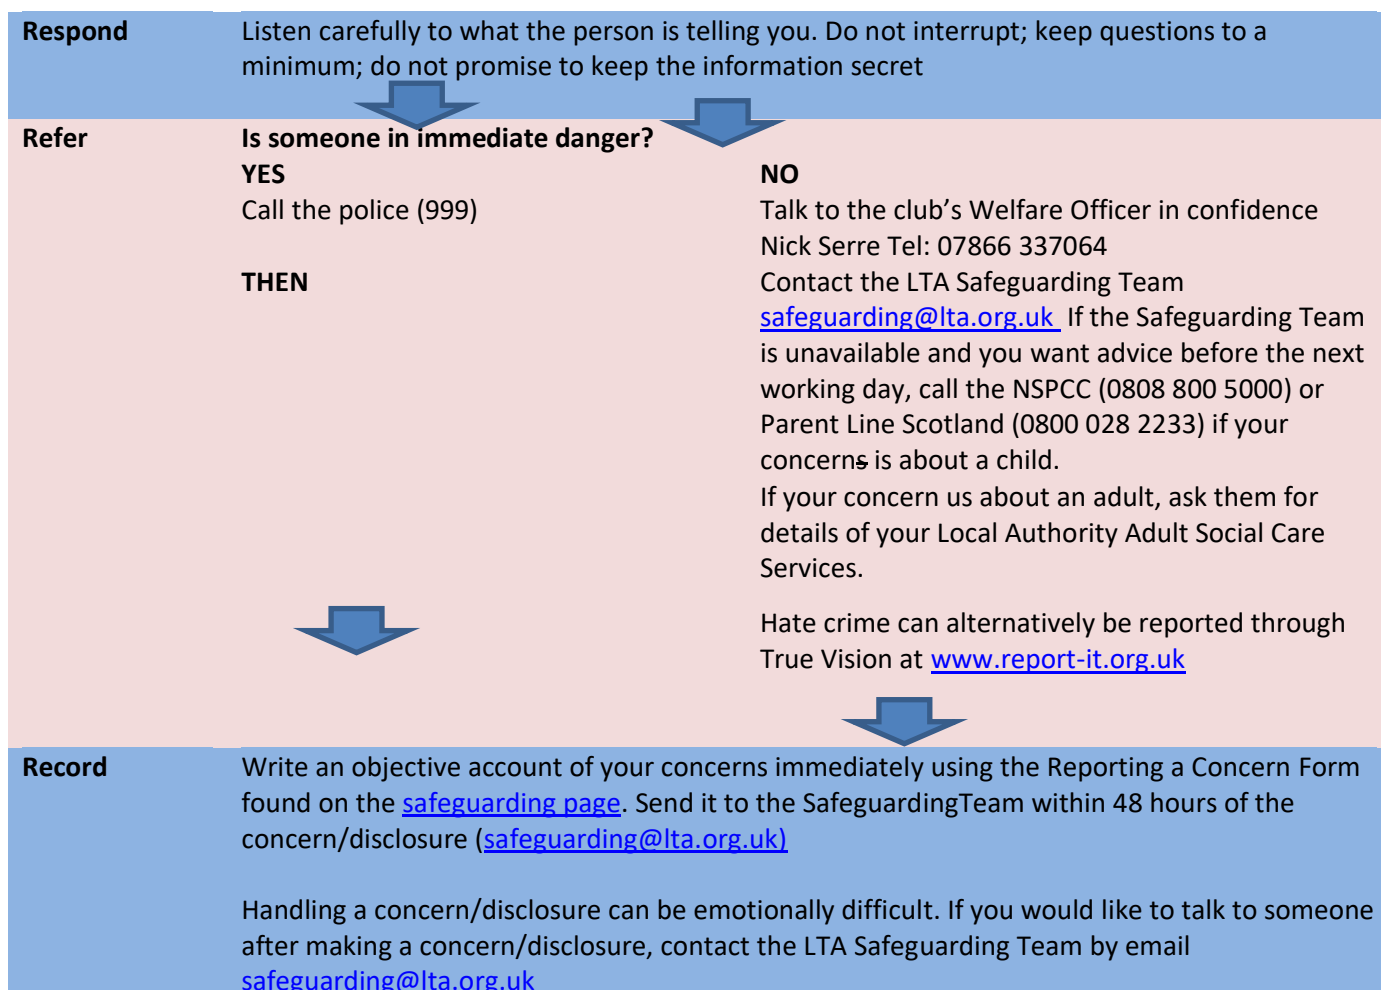 Respond
Listen carefully to what the person is telling you. Do not interrupt; keep questions to a
minimum; do not promise to keep the information secret
Refer
Is someone in immediate danger?
YES
Call the police (999)
THEN
NO
Talk to the club’s Welfare Officer in confidence
Nick Serre Tel: 07866 337064
Contact the LTA Safeguarding Team
safeguarding@lta.org.uk If the Safeguarding Team
is unavailable and you want advice before the next
working day, call the NSPCC (0808 800 5000) or
Parent Line Scotland (0800 028 2233) if your
concerns is about a child.
If your concern us about an adult, ask them for
details of your Local Authority Adult Social Care
Services.
Hate crime can alternatively be reported through
True Vision at www.report-it.org.uk
Record
Write an objective account of your concerns immediately using the Reporting a Concern Form
found on the safeguarding page. Send it to the SafeguardingTeam within 48 hours of the
concern/disclosure (safeguarding@lta.org.uk)
Handling a concern/disclosure can be emotionally difficult. If you would like to talk to someone
after making a concern/disclosure, contact the LTA Safeguarding Team by email
safeguarding@lta.org.uk